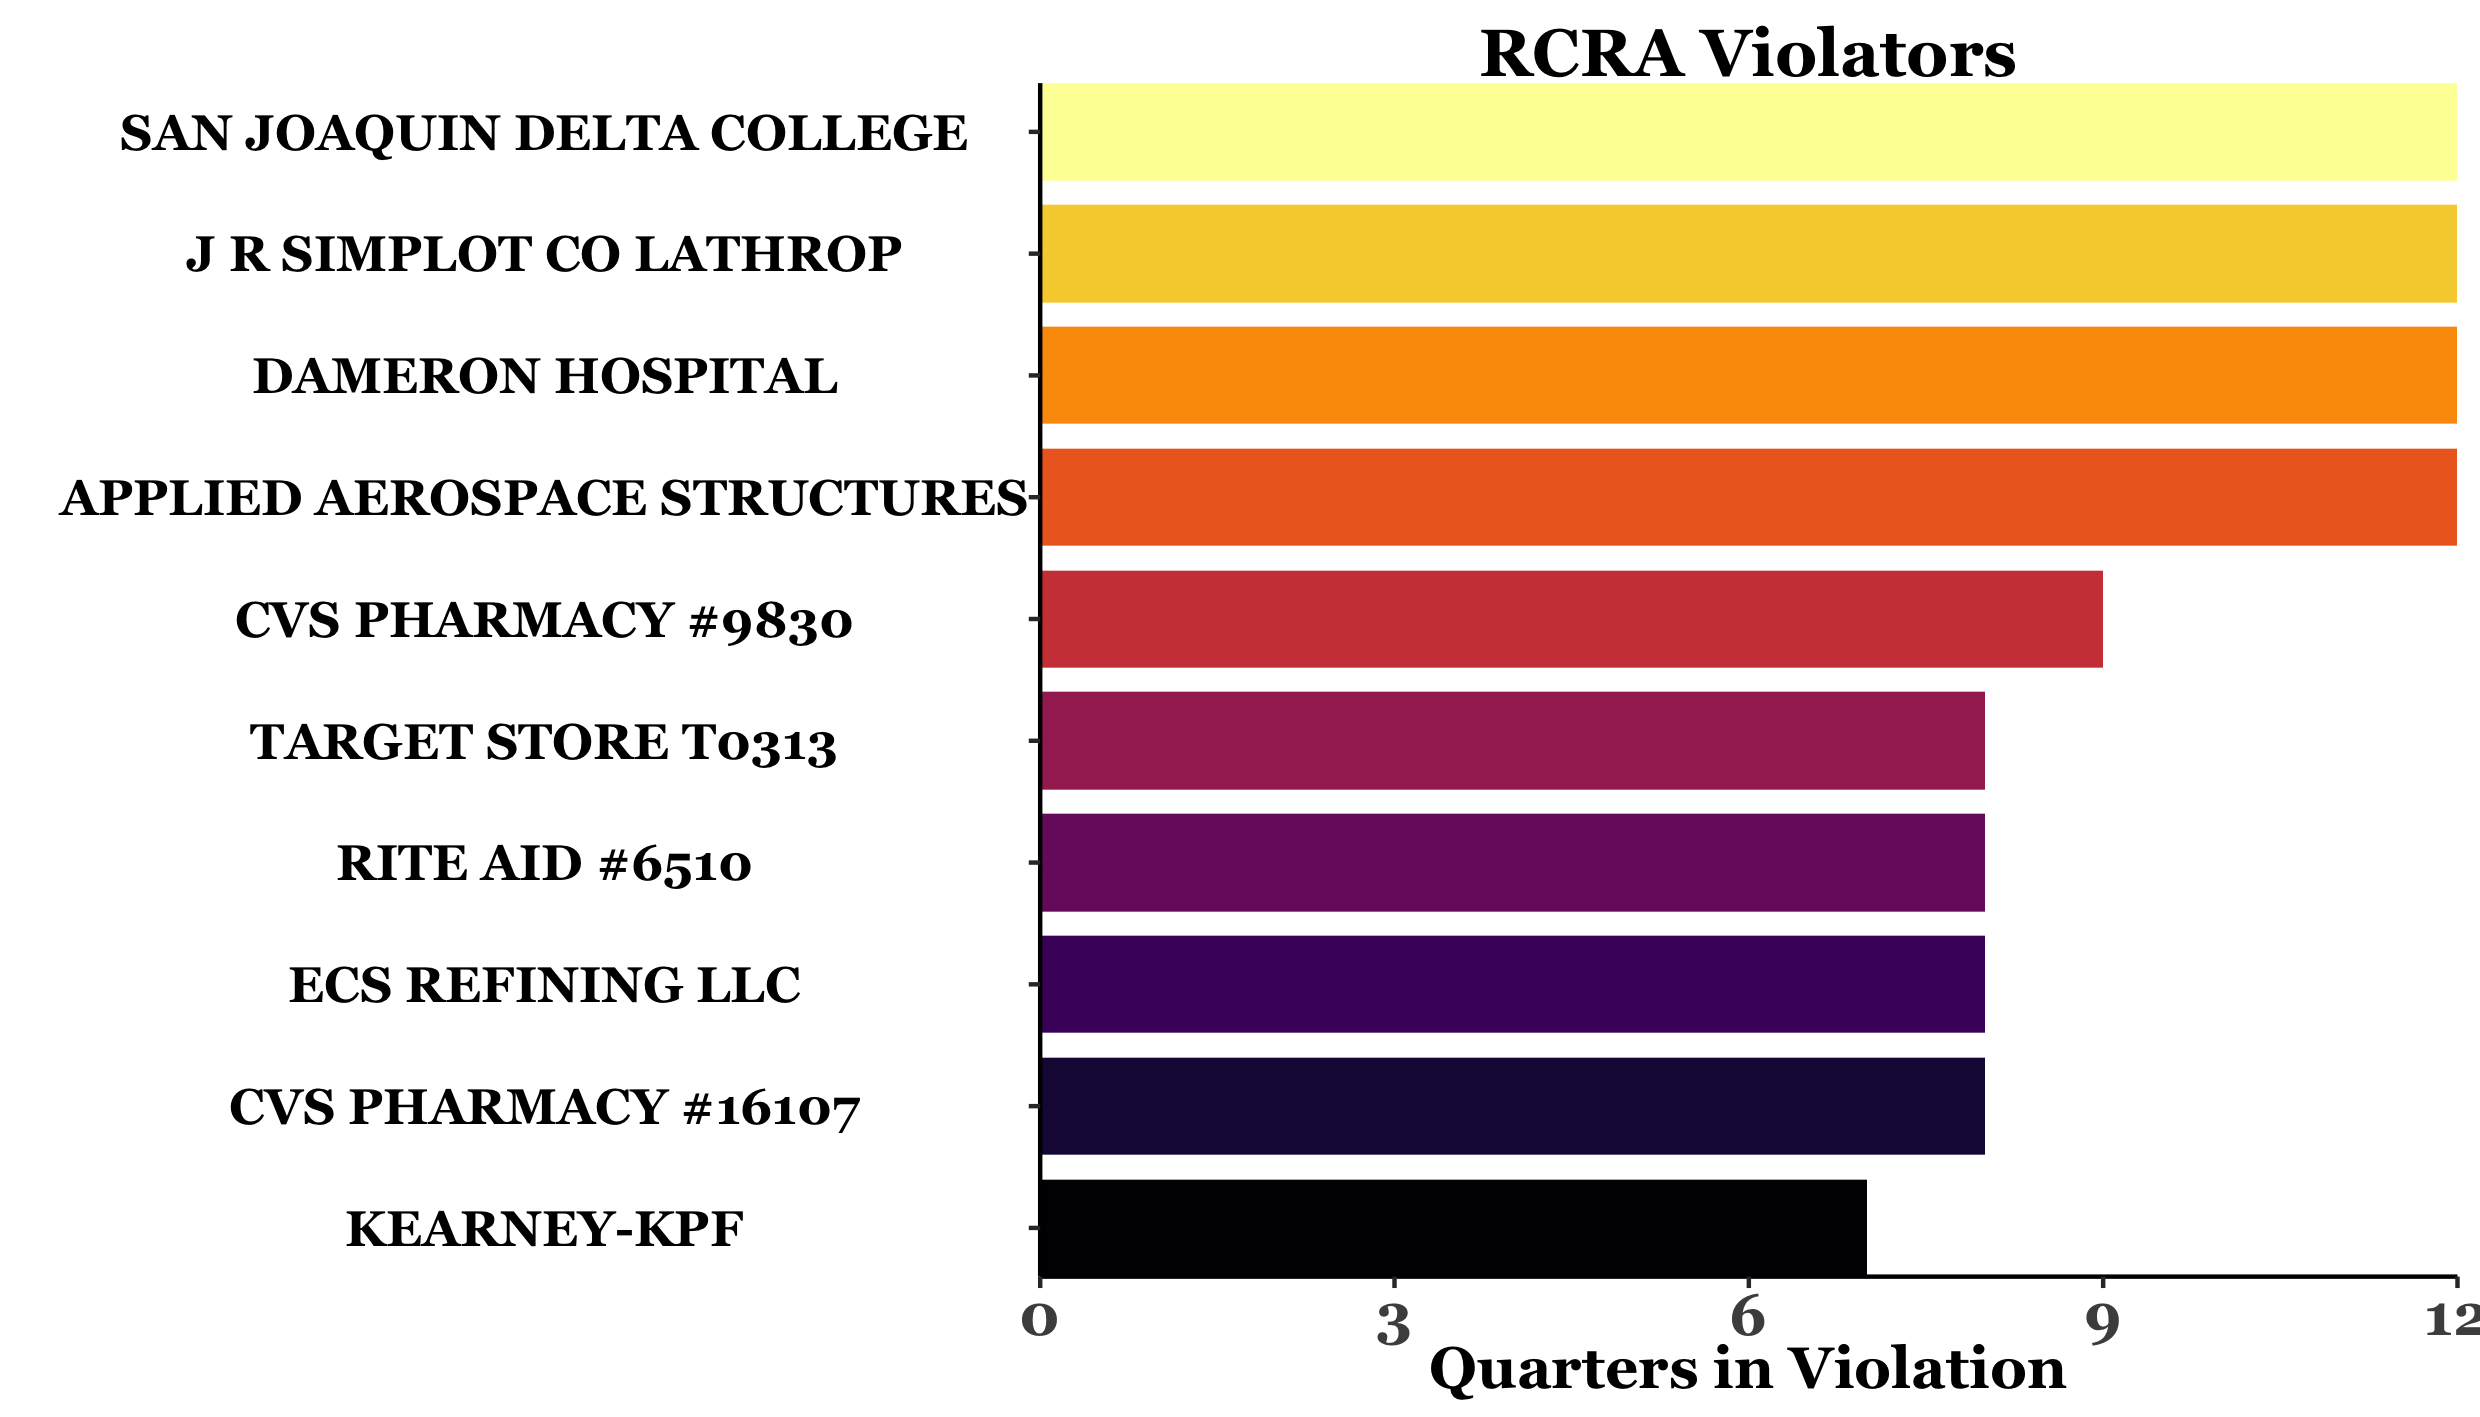 RCRA Violators
SAN JOAQUIN DELTA COLLEGE
J R SIMPLOT CO LATHROP
DAMERON HOSPITAL
APPLIED AEROSPACE STRUCTURES
CVS PHARMACY #9830
TARGET STORE T0313
RITE AID #6510
ECS REFINING LLC
CVS PHARMACY #16107
KEARNEY-KPF
0 3 6 9 12
Quarters in Violation